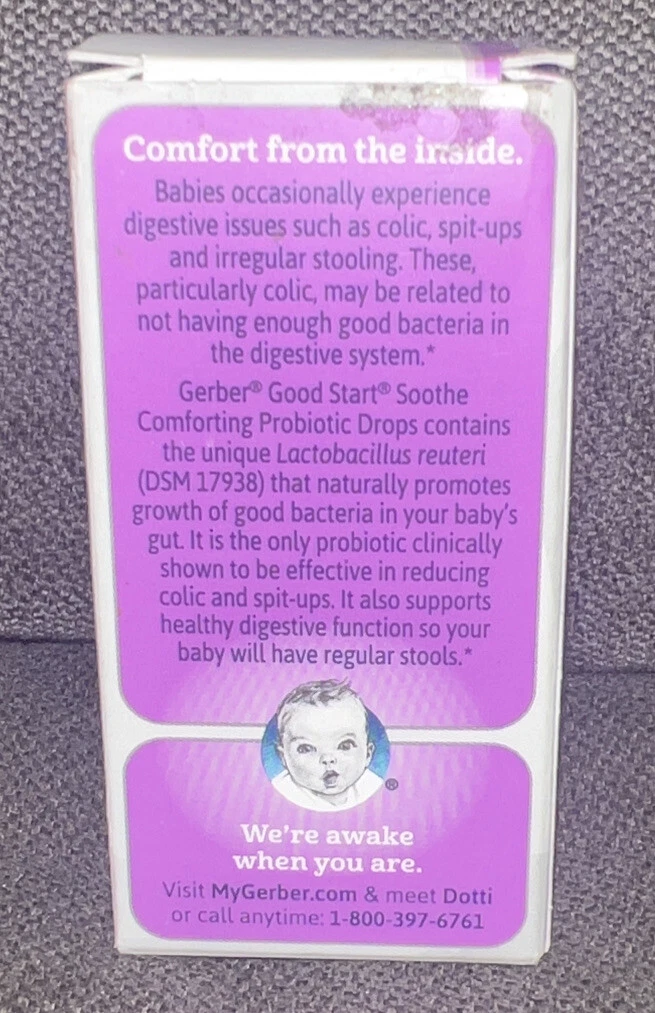 Comfort from the inside.
Babies occasionally experience
digestive issues such as colic, spit-ups
and irregular stooling. These,
particularly colic, may be related to
not having enough good bacteria in
the digestive system.*
Gerber® Good Start® Soothe
Comforting Probiotic Drops contains
the unique Lactobacillus reuteri
(DSM 17938) that naturally promotes
growth of good bacteria in your baby's
gut. It is the only probiotic clinically
shown to be effective in reducing
colic and spit-ups. It also supports
healthy digestive function so your
baby will have regular stools.*
®
We're awake
when you are.
Visit MyGerber.com & meet Dotti
or call anytime: 1-800-397-6761